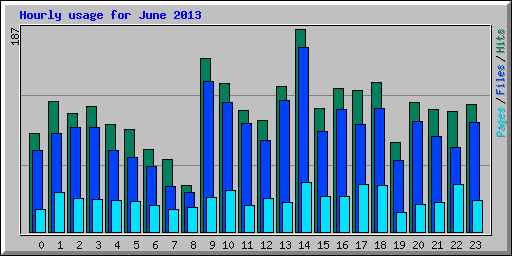 Hourly usage for June 2013
187
Pages / Files / Hits
0 1 2 3 4 5 6 7 8 9 10 11 12 13 14 15 16 17 18 19 20 21 22 23